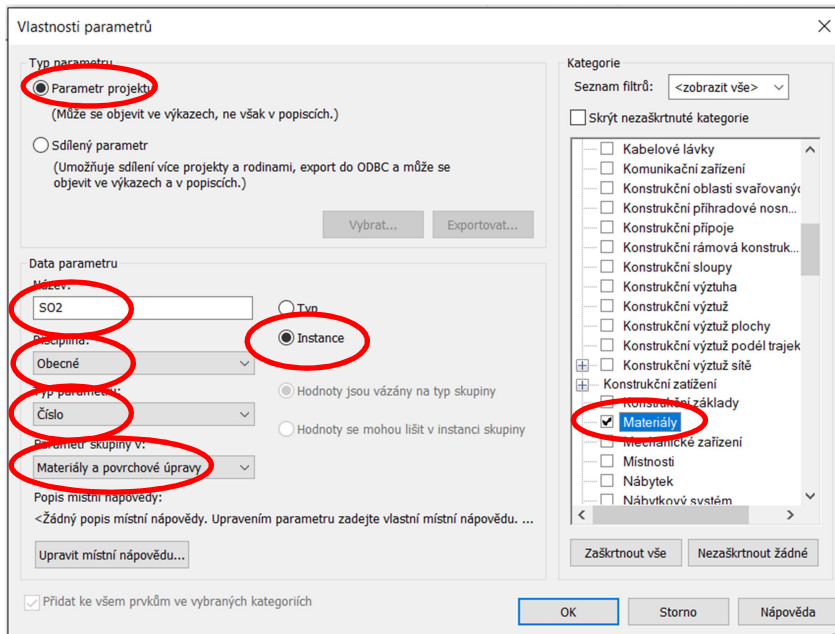 Vlastnosti parametrů
Typ parametru
Parametr projektu
(Může se objevit ve výkazech, ne však v popiscích.)
Sdílený parametr
(Umožňuje sdílení více projekty a rodinami, export do ODBC a může se
objevit ve výkazech a v popiscích.)
Vybrat...
Exportovat...
Data parametru
Název:
SO2
Typ
Disciplína:
Instance
Obecné
Typ parametru:
Hodnoty jsou vázány na typ skupiny
Číslo
Hodnoty se mohou lišit v instanci skupiny
Parametr skupiny v:
Materiály a povrchové úpravy
Popis místní nápovědy:
<Žádný popis místní nápovědy. Upravením parametru zadejte vlastní místní nápovědu. ...
Upravit místní nápovědu...
Přidat ke všem prvkům ve vybraných kategoriích
Kategorie
Seznam filtrů:
<zobrazit vše>
Skrýt nezaškrtnuté kategorie
Kabelové lávky
Komunikační zařízení
Konstrukční oblasti svařovaný
Konstrukční příhradové nosn...
Konstrukční přípoje
Konstrukční rámová konstruk...
Konstrukční sloupy
Konstrukční výztuha
Konstrukční výztuž
Konstrukční výztuž plochy
Konstrukční výztuž podél trajek
Konstrukční výztuž sítě
Konstrukční zatížení
Konstrukční základy
Materiály
Mechanické zařízení
Místnosti
Nábytek
Nábytkový systém
Zaškrtnout vše
Nezaškrtnout žádné
OK
Storno
Nápověda